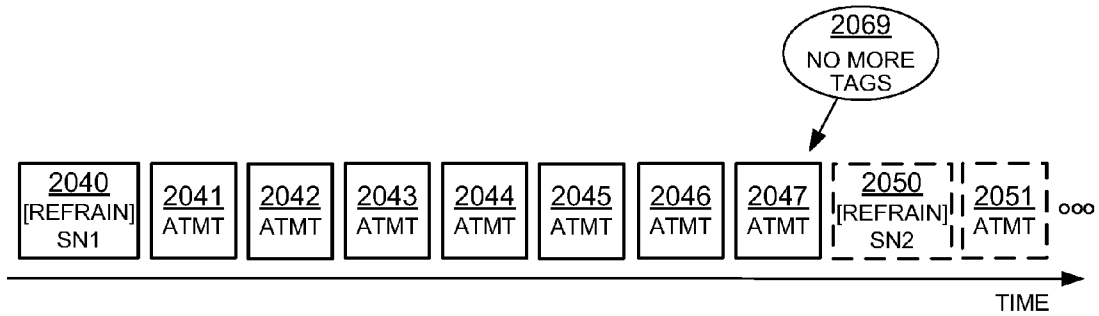 2069
NO MORE
TAGS
2040
[REFRAIN]
SN1
2041
ATMT
2042
ATMT
2043
ATMT
2044
ATMT
2045
ATMT
2046
ATMT
2047
ATMT
2050
[REFRAIN]
SN2
2051
ATMT
ooo
TIME